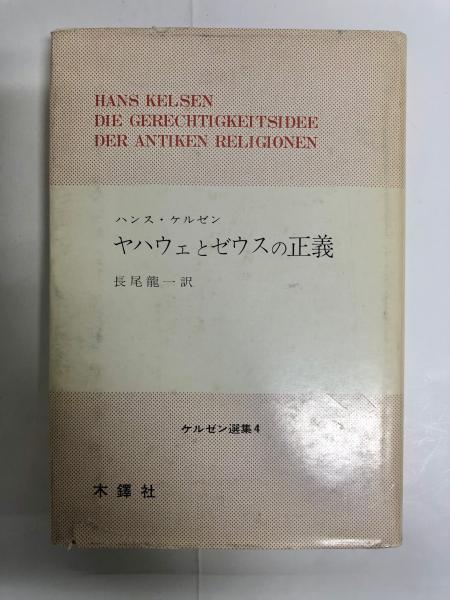 HANS KELSEN
DIE GERECHTIGKEITSIDEE
DER ANTIKEN RELIGIONEN
ハンス・ケルゼン
ヤハウェとゼウスの正義
長尾龍一訳
ケルゼン選集4
木鐸社